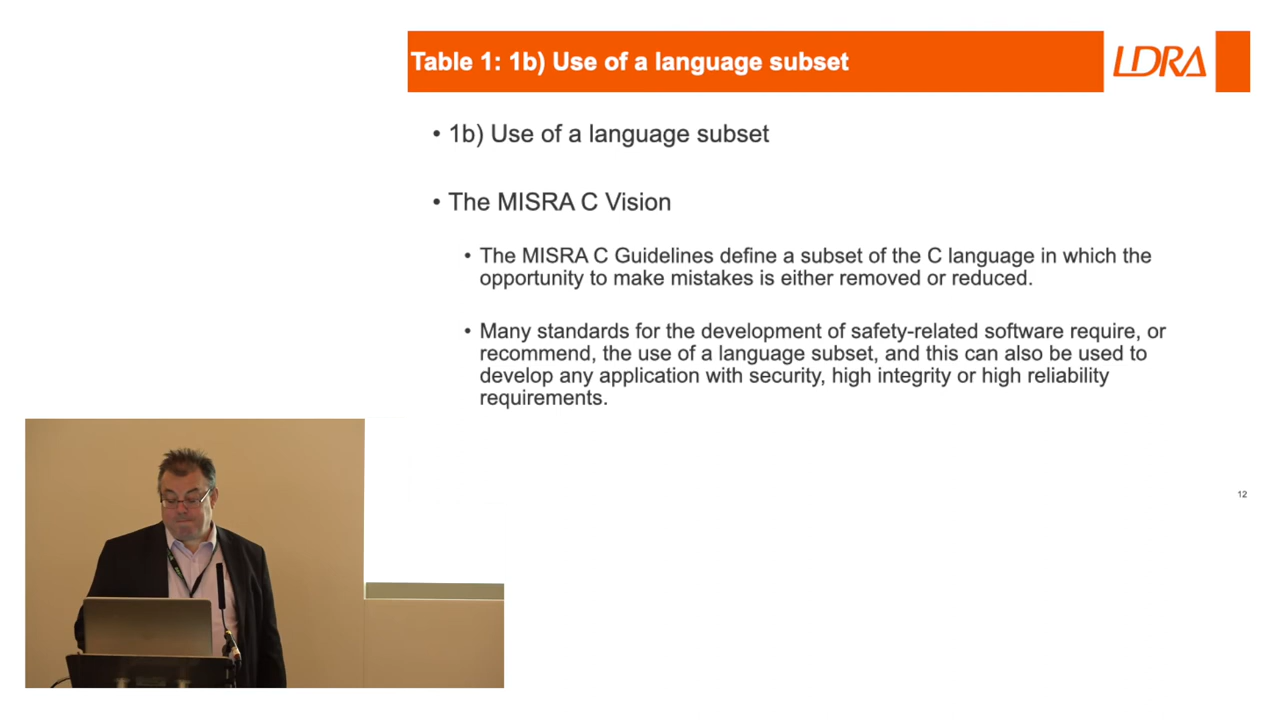 Table 1: 1b) Use of a language subset
LDRA
• 1b) Use of a language subset
• The MISRA C Vision
• The MISRA C Guidelines define a subset of the C language in which the
opportunity to make mistakes is either removed or reduced.
• Many standards for the development of safety-related software require, or
recommend, the use of a language subset, and this can also be used to
develop any application with security, high integrity or high reliability
requirements.
12